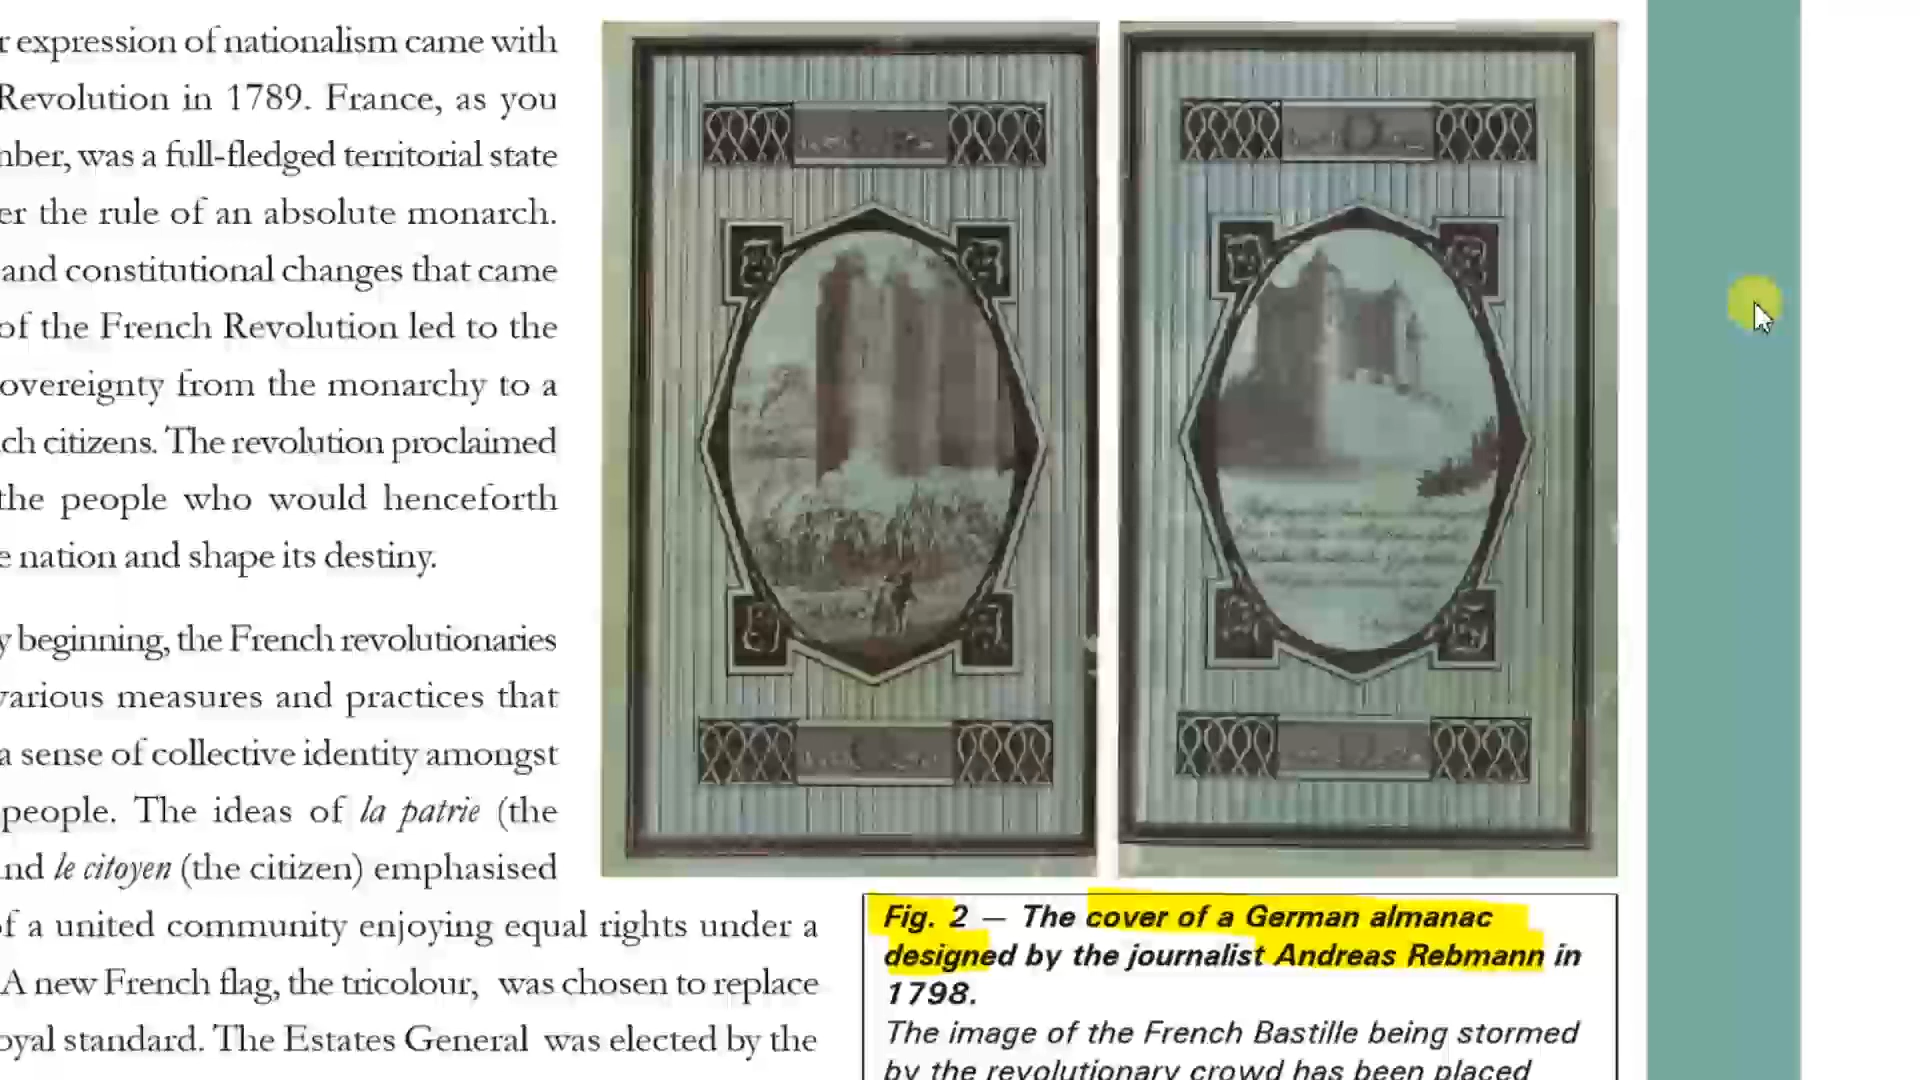 r expression of nationalism came with
Revolution in 1789. France, as you
nber, was a full-fledged territorial state
er the rule of an absolute monarch.
and constitutional changes that came
of the French Revolution led to the
overeignty from the monarchy to a
ch citizens. The revolution proclaimed
the people who would henceforth
e nation and shape its destiny.
y beginning, the French revolutionaries
various measures and practices that
a sense of collective identity amongst
people. The ideas of la patrie (the
nd le citoyen (the citizen) emphasised
of a united community enjoying equal rights under a
A new French flag, the tricolour, was chosen to replace
oyal standard. The Estates General was elected by the
Fig. 2 — The cover of a German almanac
designed by the journalist Andreas Rebmann in
1798.
The image of the French Bastille being stormed
by the revolutionary crowd has been placed